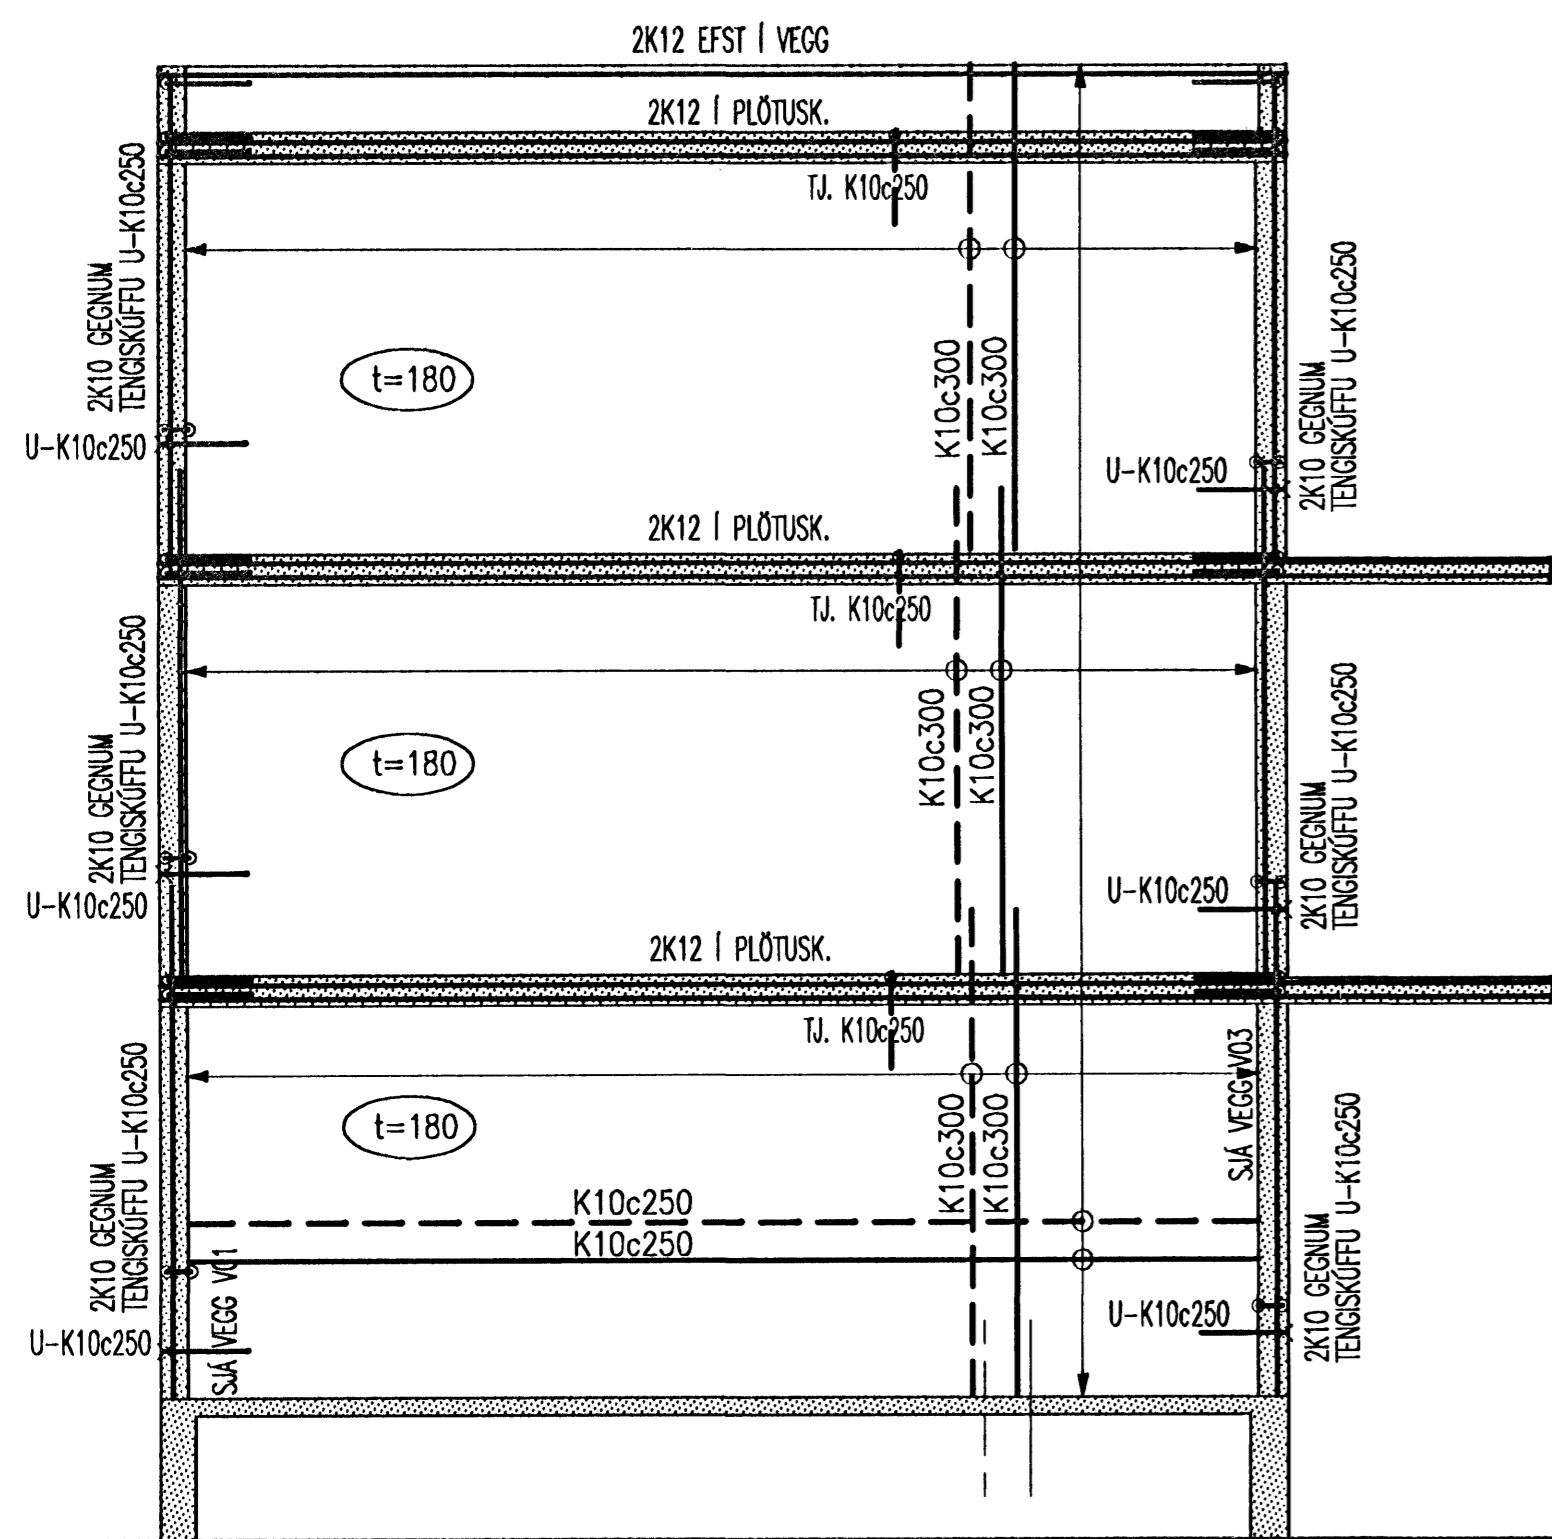 2K12 EFST Í VEGG
2K12 Í PLÖTUSK.
TJ. K10c250
2K10 GEGNUM
TENGISKÚFFU U-K10c250
t=180
K10c300
K10c300
2K10 GEGNUM
TENGISKÚFFU U-K10c250
U-K10c250
U-K10c250
2K12 Í PLÖTUSK.
TJ. K10c250
2K10 GEGNUM
TENGISKÚFFU U-K10c250
t=180
K10c300
K10c300
2K10 GEGNUM
TENGISKÚFFU U-K10c250
U-K10c250
U-K10c250
2K12 Í PLÖTUSK.
TJ. K10c250
2K10 GEGNUM
TENGISKÚFFU U-K10c250
t=180
K10c300
K10c300
SJÁ VEGG V03
K10c250
K10c250
2K10 GEGNUM
TENGISKÚFFU U-K10c250
SJÁ VEGG V01
U-K10c250
U-K10c250